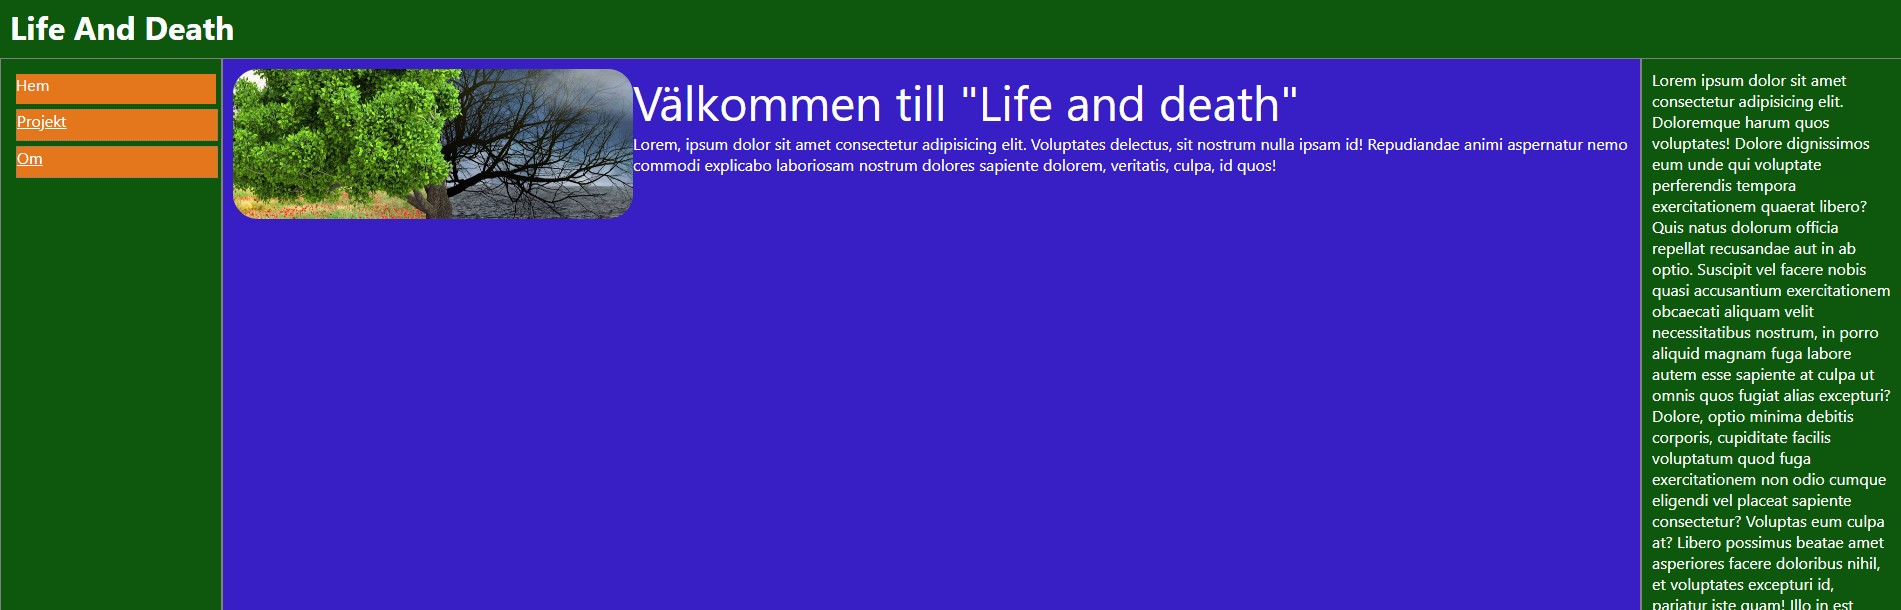 Life And Death
Hem
Projekt
Om
Välkommen till "Life and death"
Lorem, ipsum dolor sit amet consectetur adipisicing elit. Voluptates delectus, sit nostrum nulla ipsam id! Repudiandae animi aspernatur nemo
commodi explicabo laboriosam nostrum dolores sapiente dolorem, veritatis, culpa, id quos!
Lorem ipsum dolor sit amet
consectetur adipisicing elit.
Doloremque harum quos
voluptates! Dolore dignissimos
eum unde qui voluptate
perferendis tempora
exercitationem quaerat libero?
Quis natus dolorum officia
repellat recusandae aut in ab
optio. Suscipit vel facere nobis
quasi accusantium exercitationem
obcaecati aliquam velit
necessitatibus nostrum, in porro
aliquid magnam fuga labore
autem esse sapiente at culpa ut
omnis quos fugiat alias excepturi?
Dolore, optio minima debitis
corporis, cupiditate facilis
voluptatum quod fuga
exercitationem non odio cumque
eligendi vel placeat sapiente
consectetur? Voluptas eum culpa
at? Libero possimus beatae amet
asperiores facere doloribus nihil,
et voluptates excepturi id,
pariatur iste quam! Illo in est